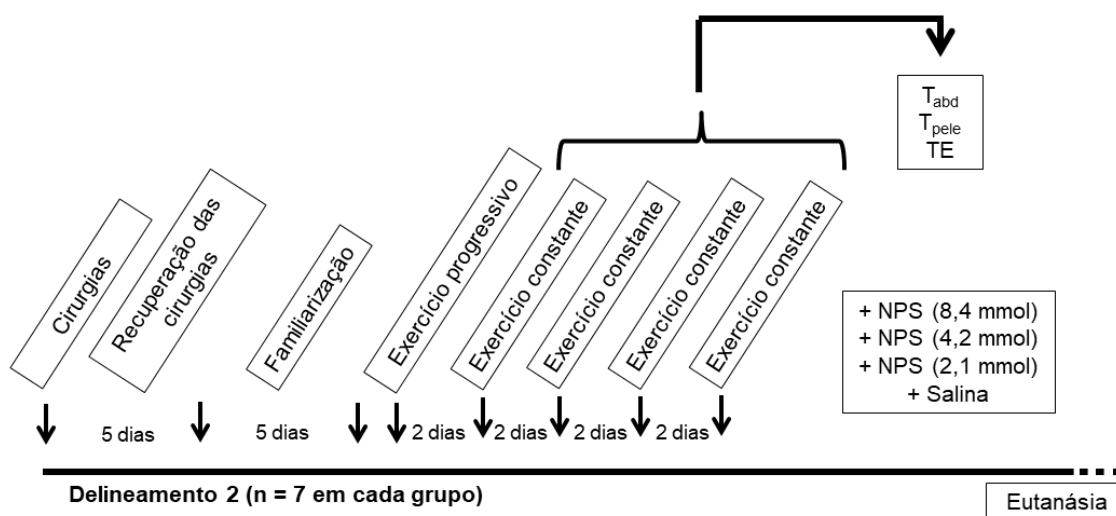 T_abd
T_pele
TE
Cirurgias
Recuperação das
cirurgias
Familiarização
Exercício progressivo
Exercício constante
Exercício constante
Exercício constante
Exercício constante
+ NPS (8,4 mmol)
+ NPS (4,2 mmol)
+ NPS (2,1 mmol)
+ Salina
5 dias
5 dias
2 dias
2 dias
2 dias
2 dias
Delineamento 2 (n = 7 em cada grupo)
Eutanásia